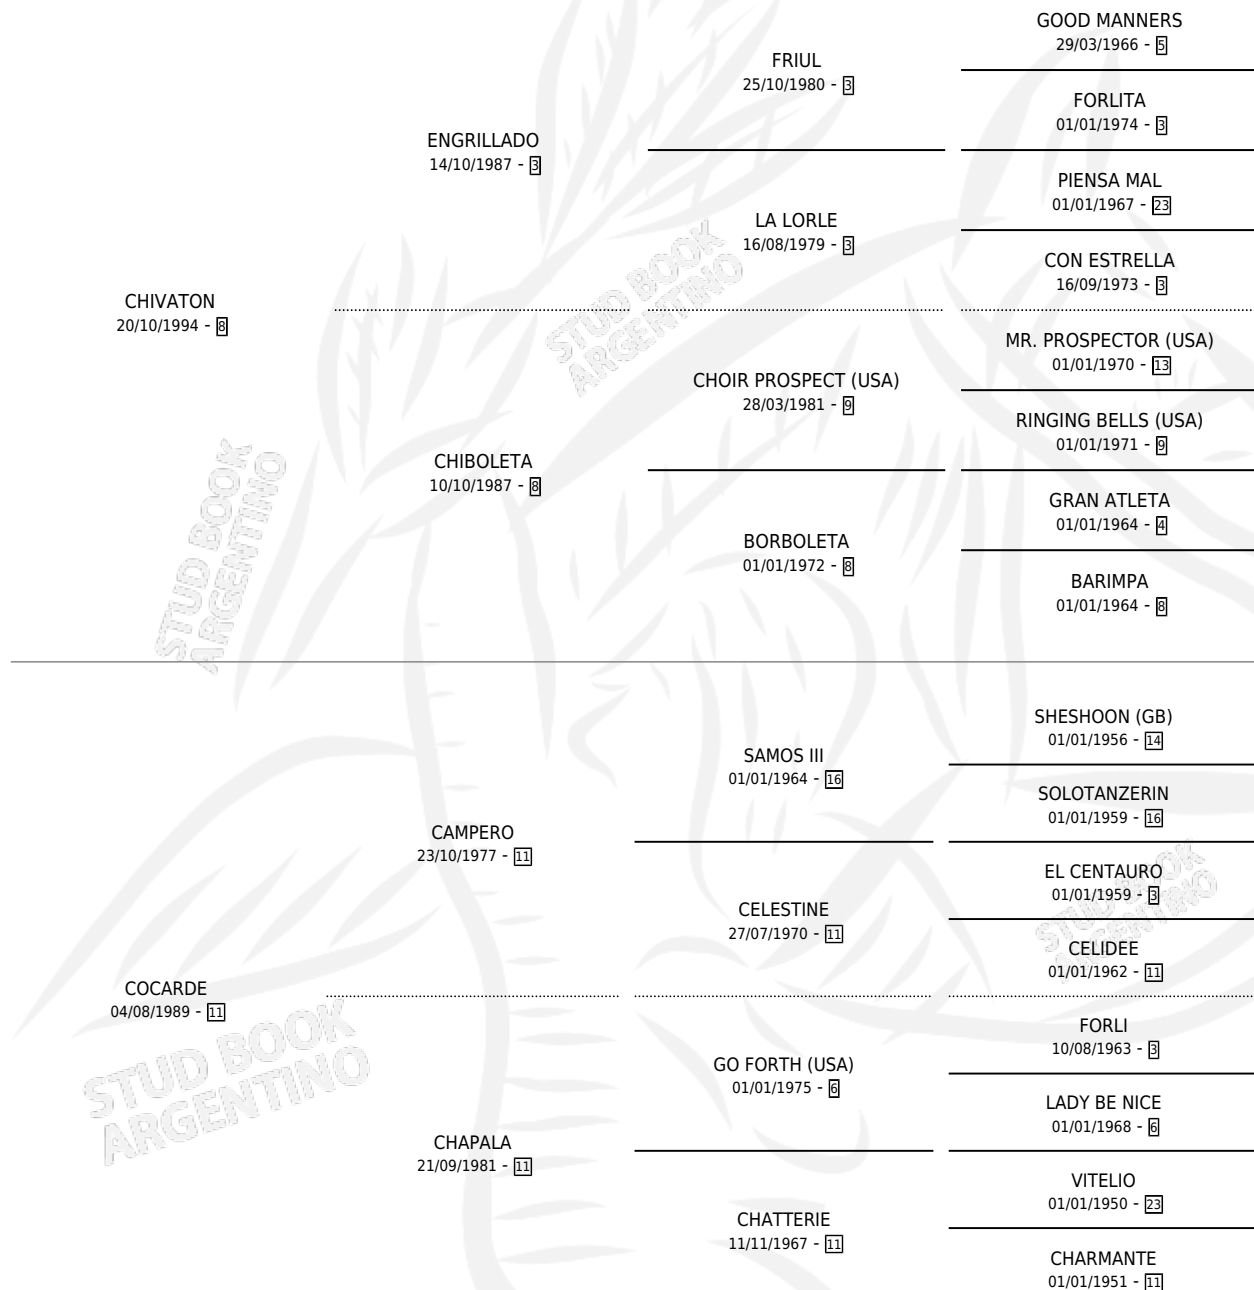 GOOD MANNERS
29/03/1966 - 5
FRIUL
25/10/1980 - 3
FORLITA
01/01/1974 - 3
ENGRILLADO
14/10/1987 - 3
PIENSA MAL
01/01/1967 - 23
LA LORLE
16/08/1979 - 3
CON ESTRELLA
16/09/1973 - 3
CHIVATON
20/10/1994 - 8
STUD BOOK
ARGENTINO
MR. PROSPECTOR (USA)
01/01/1970 - 13
CHOIR PROSPECT (USA)
28/03/1981 - 9
RINGING BELLS (USA)
01/01/1971 - 9
CHIBOLETA
10/10/1987 - 8
GRAN ATLETA
01/01/1964 - 4
BORBOLETA
01/01/1972 - 8
BARIMPA
01/01/1964 - 8
STUD BOOK
ARGENTINO
SHESHOON (GB)
01/01/1956 - 14
SAMOS III
01/01/1964 - 16
SOLOTANZERIN
01/01/1959 - 16
CAMPERO
23/10/1977 - 11
EL CENTAURO
01/01/1959 - 3
CELESTINE
27/07/1970 - 11
CELIDEE
01/01/1962 - 11
STUD BOOK
ARGENTINO
COCARDE
04/08/1989 - 11
FORLI
10/08/1963 - 3
GO FORTH (USA)
01/01/1975 - 6
LADY BE NICE
01/01/1968 - 6
STUD BOOK
ARGENTINO
CHAPALA
21/09/1981 - 11
VITELIO
01/01/1950 - 23
CHATTERIE
11/11/1967 - 11
CHARMANTE
01/01/1951 - 11